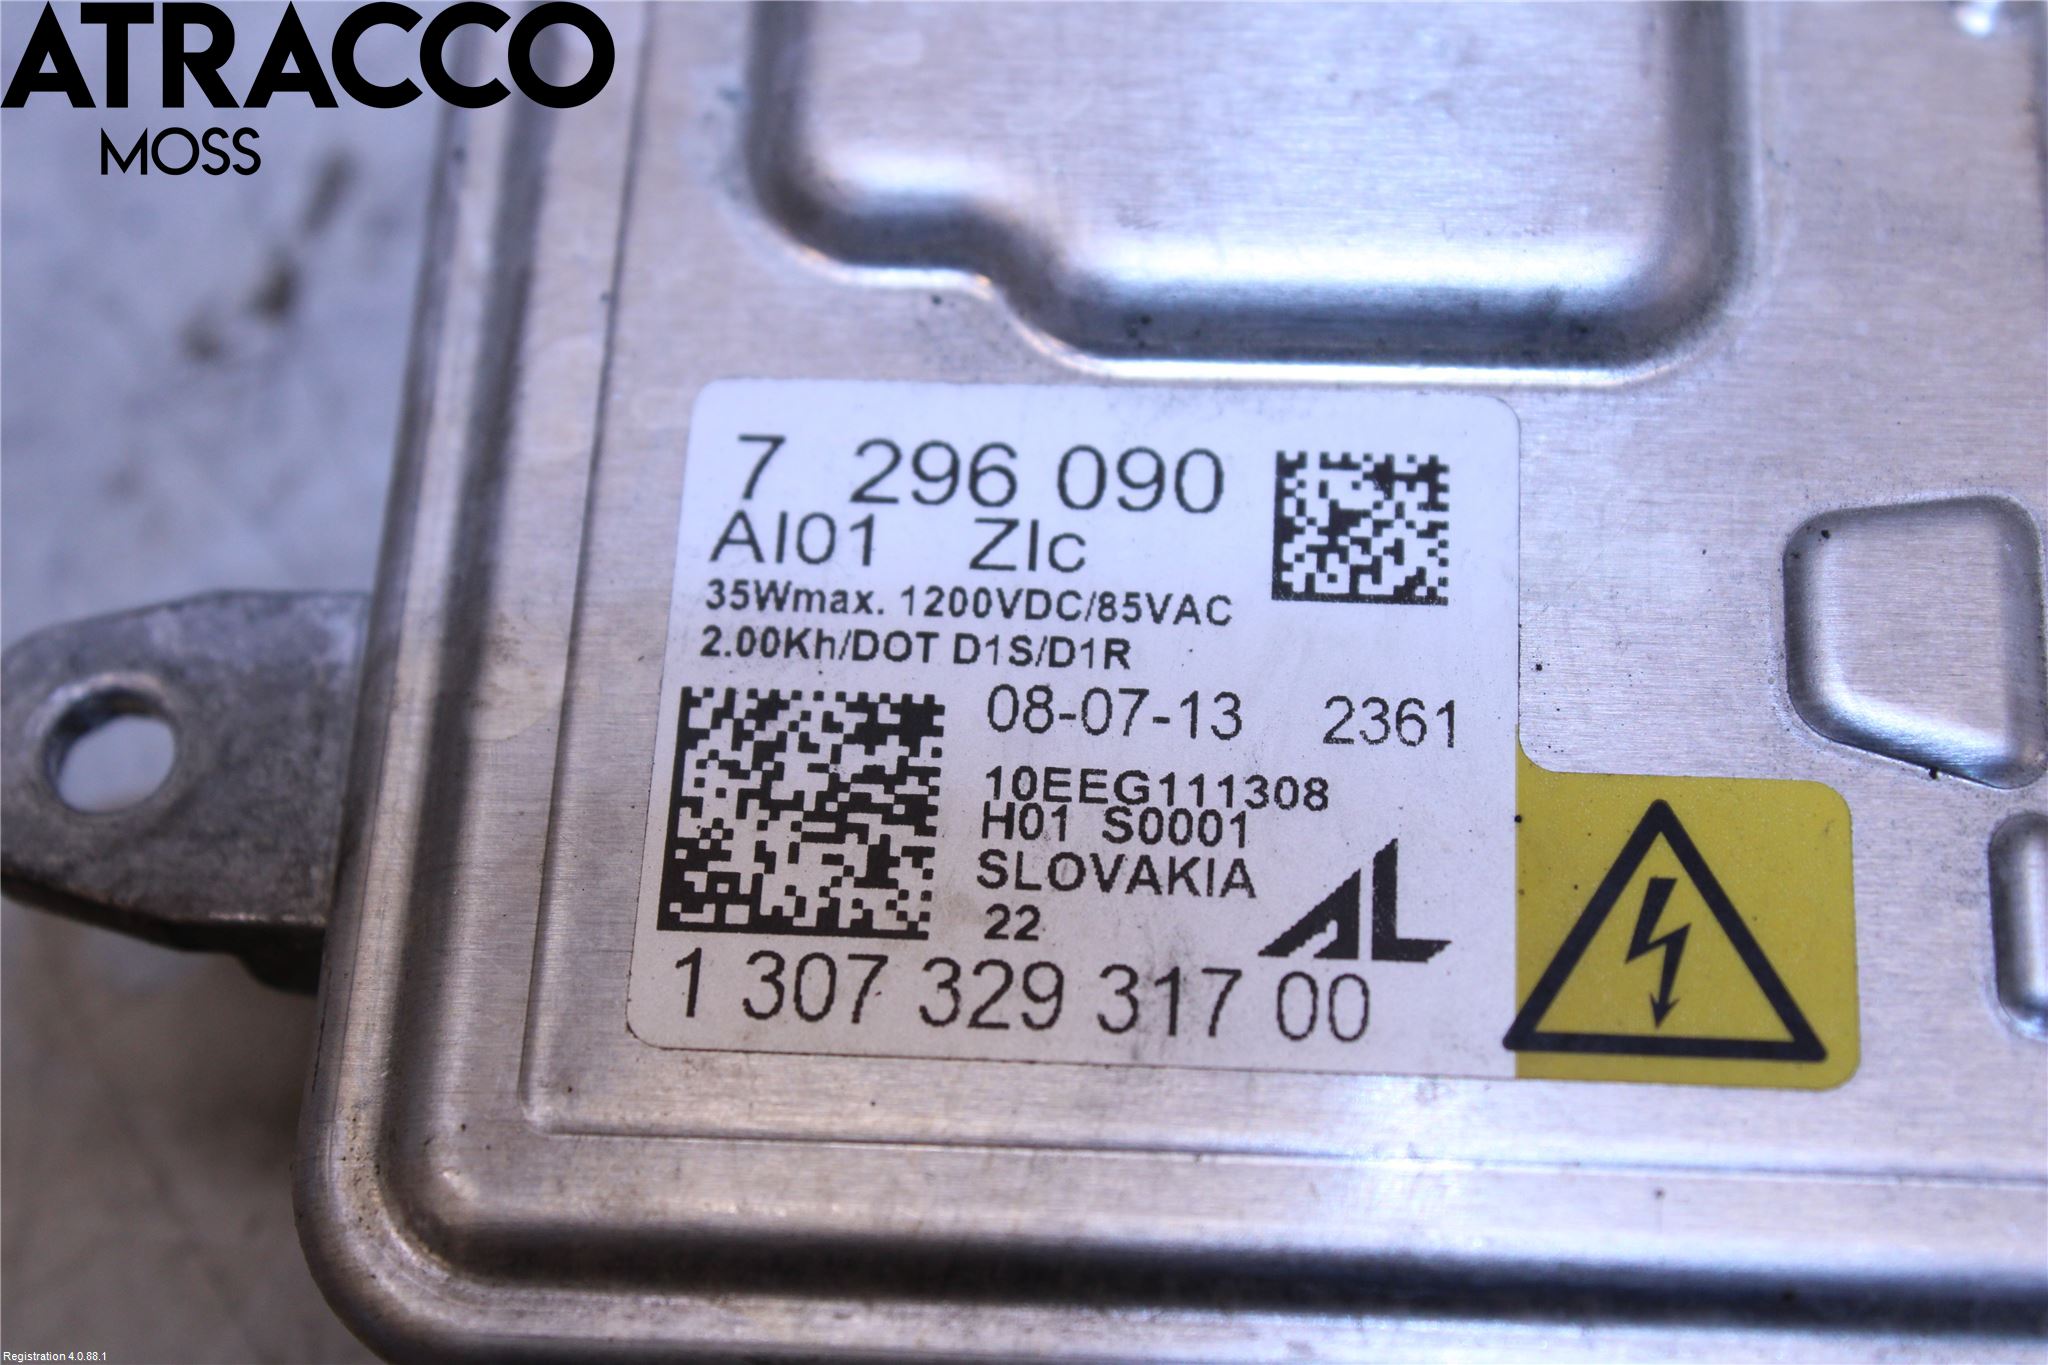 ATRACCO
MOSS
7 296 090
AI01 ZIc
35Wmax. 1200VDC/85VAC
2.00Kh/DOT D1S/D1R
08-07-13 2361
10EEG111308
H01 S0001
SLOVAKIA
22
AL
1 307 329 317 00
Registration 4.0.88.1